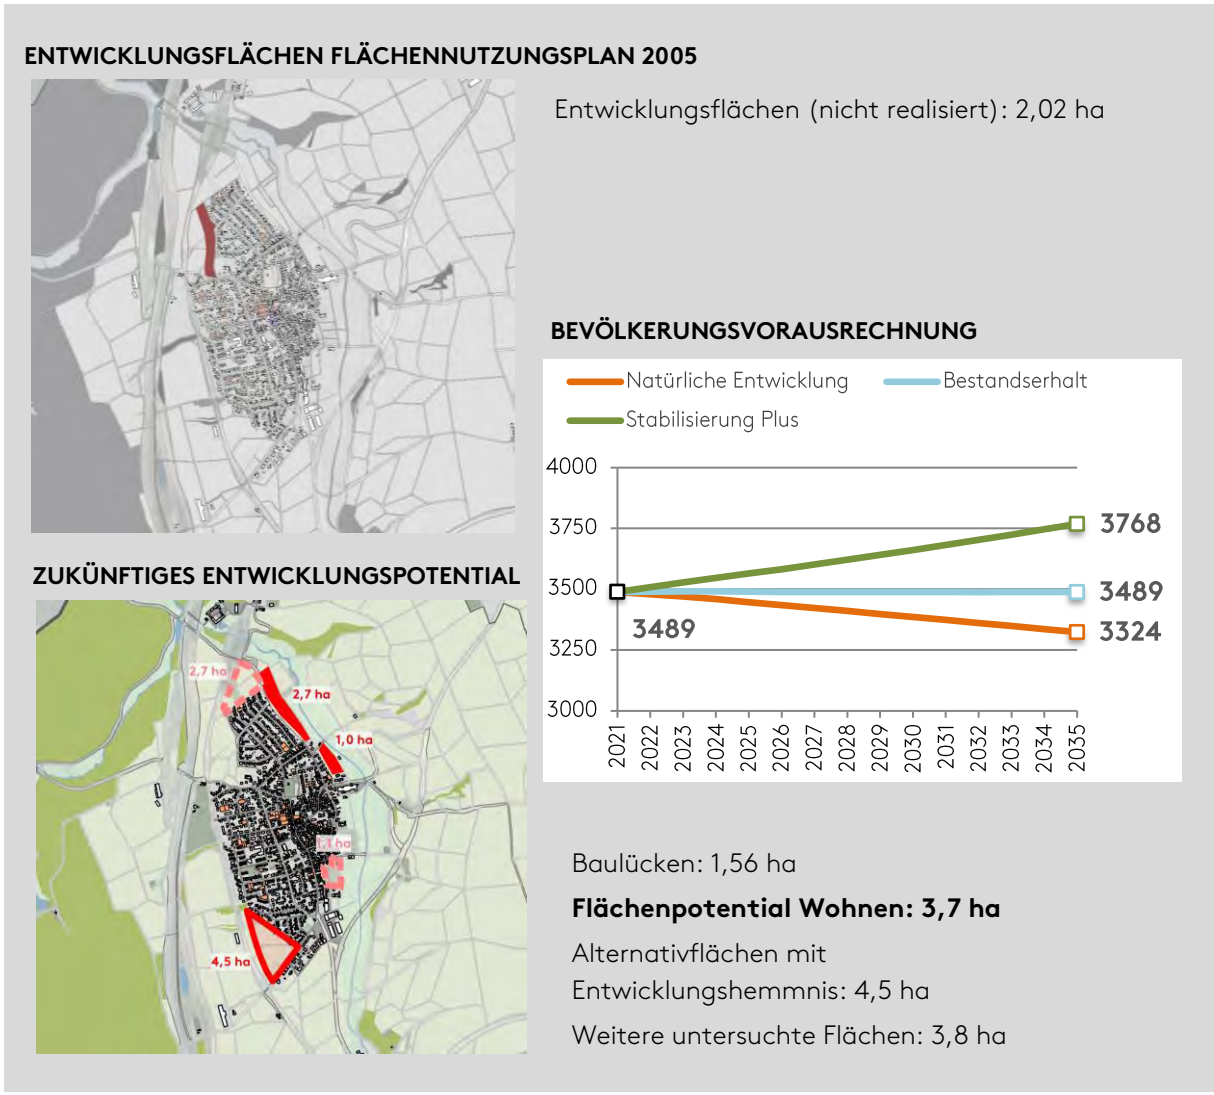 ENTWICKLUNGSFLÄCHEN FLÄCHENNUTZUNGSPLAN 2005
Entwicklungsflächen (nicht realisiert): 2,02 ha
BEVÖLKERUNGSVORAUSRECHNUNG
Natürliche Entwicklung
Bestandserhalt
Stabilisierung Plus
4000
3750
3500
3250
3000
3768
3489
3324
3489
2021
2022
2023
2024
2025
2026
2027
2028
2029
2030
2031
2032
2033
2034
2035
ZUKÜNFTIGES ENTWICKLUNGSPOTENTIAL
2,7 ha
2,7 ha
1,0 ha
1,1 ha
4,5 ha
Baulücken: 1,56 ha
Flächenpotential Wohnen: 3,7 ha
Alternativflächen mit
Entwicklungshemmnis: 4,5 ha
Weitere untersuchte Flächen: 3,8 ha